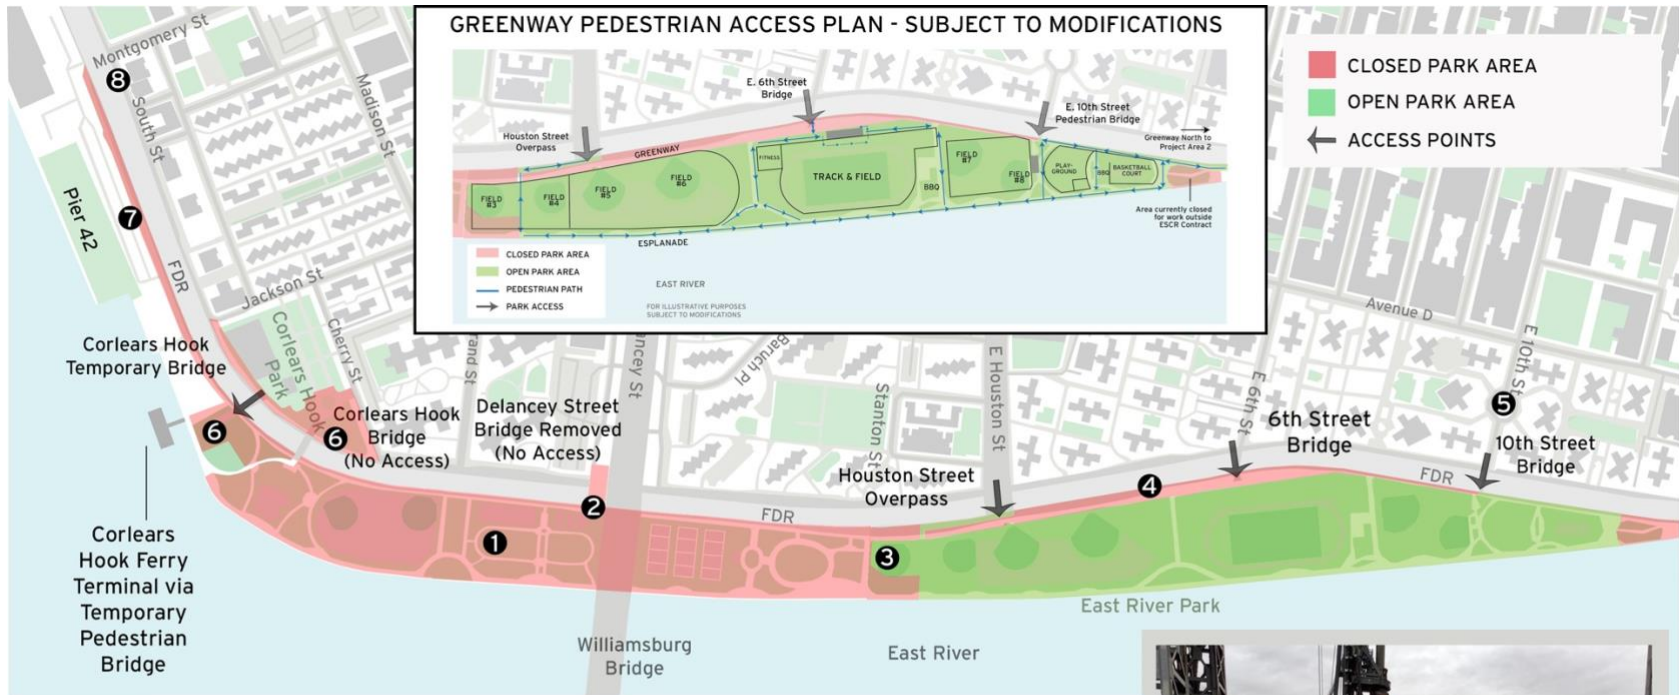 GREENWAY PEDESTRIAN ACCESS PLAN - SUBJECT TO MODIFICATIONS
E. 6th Street
Bridge
Houston Street
Overpass
E. 10th Street
Pedestrian Bridge
Greenway North to
Project Area 2
GREENWAY
FITNESS
FIELD
#3
FIELD
#4
FIELD
#5
FIELD
#6
TRACK & FIELD
BBQ
FIELD
#7
FIELD
#8
PLAY-
GROUND
BBQ
BASKETBALL
COURT
Area currently closed
for work outside
ESCR Contract
ESPLANADE
CLOSED PARK AREA
OPEN PARK AREA
PEDESTRIAN PATH
PARK ACCESS
EAST RIVER
FOR ILLUSTRATIVE PURPOSES
SUBJECT TO MODIFICATIONS
CLOSED PARK AREA
OPEN PARK AREA
ACCESS POINTS
Montgomery St
8
South St
Madison St
Pier 42
7
FDR
Jackson St
Cherry St
Corlears Hook
Park
Corlears Hook
Corlears Hook
Temporary Bridge
6
6
Corlears Hook
Bridge
(No Access)
Corlears
Hook Ferry
Terminal via
Temporary
Pedestrian
Bridge
rand St
Delancey Street
Bridge Removed
(No Access)
ancey St
Baruch Pl
1
2
FDR
Williamsburg
Bridge
Stanton St
E Houston St
Houston Street
Overpass
3
4
E 6th St
6th Street
Bridge
Avenue D
E 10th St
5
10th Street
Bridge
FDR
East River Park
East River